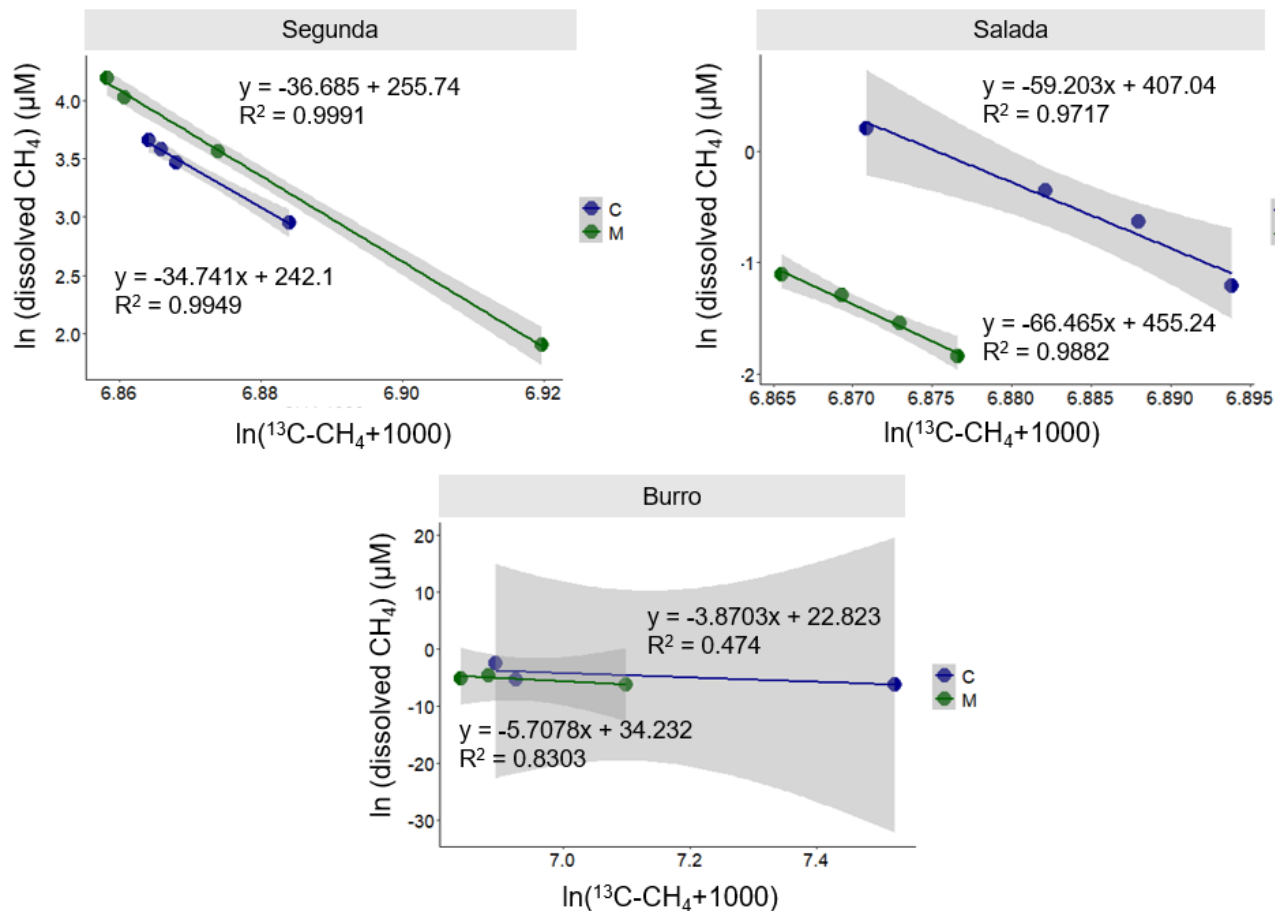 Segunda
ln (dissolved CH₄) (µM)
4.0
3.5
3.0
2.5
2.0
y = -36.685 + 255.74
R² = 0.9991
y = -34.741x + 242.1
R² = 0.9949
C
M
6.86 6.88 6.90 6.92
ln(¹³C-CH₄+1000)
Salada
ln (dissolved CH₄) (µM)
0
-1
-2
y = -59.203x + 407.04
R² = 0.9717
y = -66.465x + 455.24
R² = 0.9882
6.865 6.870 6.875 6.880 6.885 6.890 6.895
ln(¹³C-CH₄+1000)
Burro
ln (dissolved CH₄) (µM)
20
10
0
-10
-20
-30
y = -3.8703x + 22.823
R² = 0.474
y = -5.7078x + 34.232
R² = 0.8303
C
M
7.0 7.2 7.4
ln(¹³C-CH₄+1000)